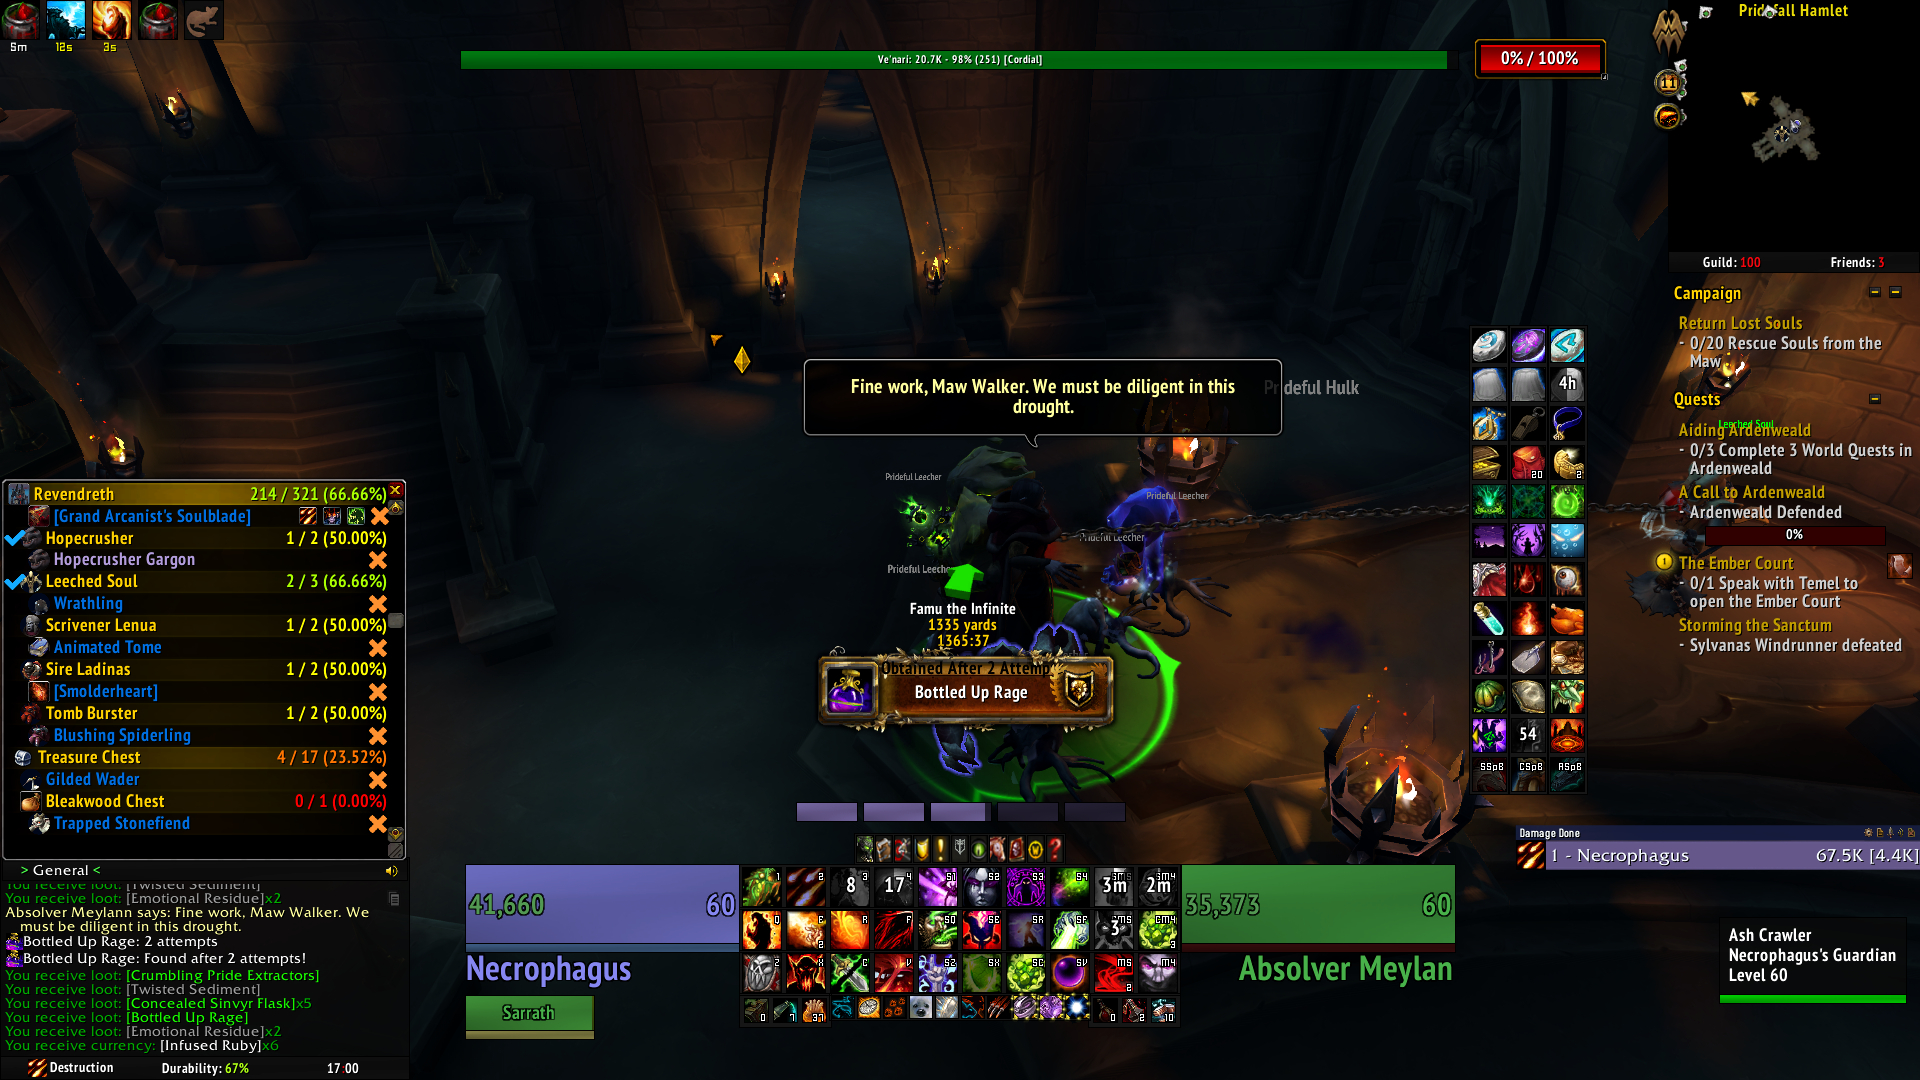 5m
12s
3s
Ve'nari: 20.7K - 98% (251) [Cordial]
0% / 100%
Pridefall Hamlet
11
Guild: 100
Friends: 3
Campaign
Return Lost Souls
- 0/20 Rescue Souls from the
Maw
Quests
Leeched Soul
Aiding Ardenweald
- 0/3 Complete 3 World Quests in
Ardenweald
A Call to Ardenweald
- Ardenweald Defended
0%
The Ember Court
- 0/1 Speak with Temel to
open the Ember Court
Storming the Sanctum
- Sylvanas Windrunner defeated
Fine work, Maw Walker. We must be diligent in this
drought.
Prideful Hulk
Prideful Leecher
Prideful Leecher
Prideful Leecher
Famu the Infinite
1335 yards
1365:37
Bottled Up Rage
4h
20
2
54
SSpB
CSpB
ASpB
Revendreth
214 / 321 (66.66%)
[Grand Arcanist's Soulblade]
Hopecrusher
1 / 2 (50.00%)
Hopecrusher Gargon
Leeched Soul
2 / 3 (66.66%)
Wrathling
Scrivener Lenua
1 / 2 (50.00%)
Animated Tome
Sire Ladinas
1 / 2 (50.00%)
[Smolderheart]
Tomb Burster
1 / 2 (50.00%)
Blushing Spiderling
Treasure Chest
4 / 17 (23.52%)
Gilded Wader
Bleakwood Chest
0 / 1 (0.00%)
Trapped Stonefiend
> General <
You receive loot: [Twisted Sediment]
You receive loot: [Emotional Residue]x2
Absolver Meylann says: Fine work, Maw Walker. We
must be diligent in this drought.
Bottled Up Rage: 2 attempts
Bottled Up Rage: Found after 2 attempts!
You receive loot: [Crumbling Pride Extractors]
You receive loot: [Twisted Sediment]
You receive loot: [Concealed Sinvyr Flask]x5
You receive loot: [Bottled Up Rage]
You receive loot: [Emotional Residue]x2
You receive currency: [Infused Ruby]x6
Destruction
Durability: 67%
17:00
41,660
60
Necrophagus
Sarrath
8
17
3m
2m
3
35,373
60
Absolver Meylan
Damage Done
1 - Necrophagus
67.5K [4.4K]
Ash Crawler
Necrophagus's Guardian
Level 60